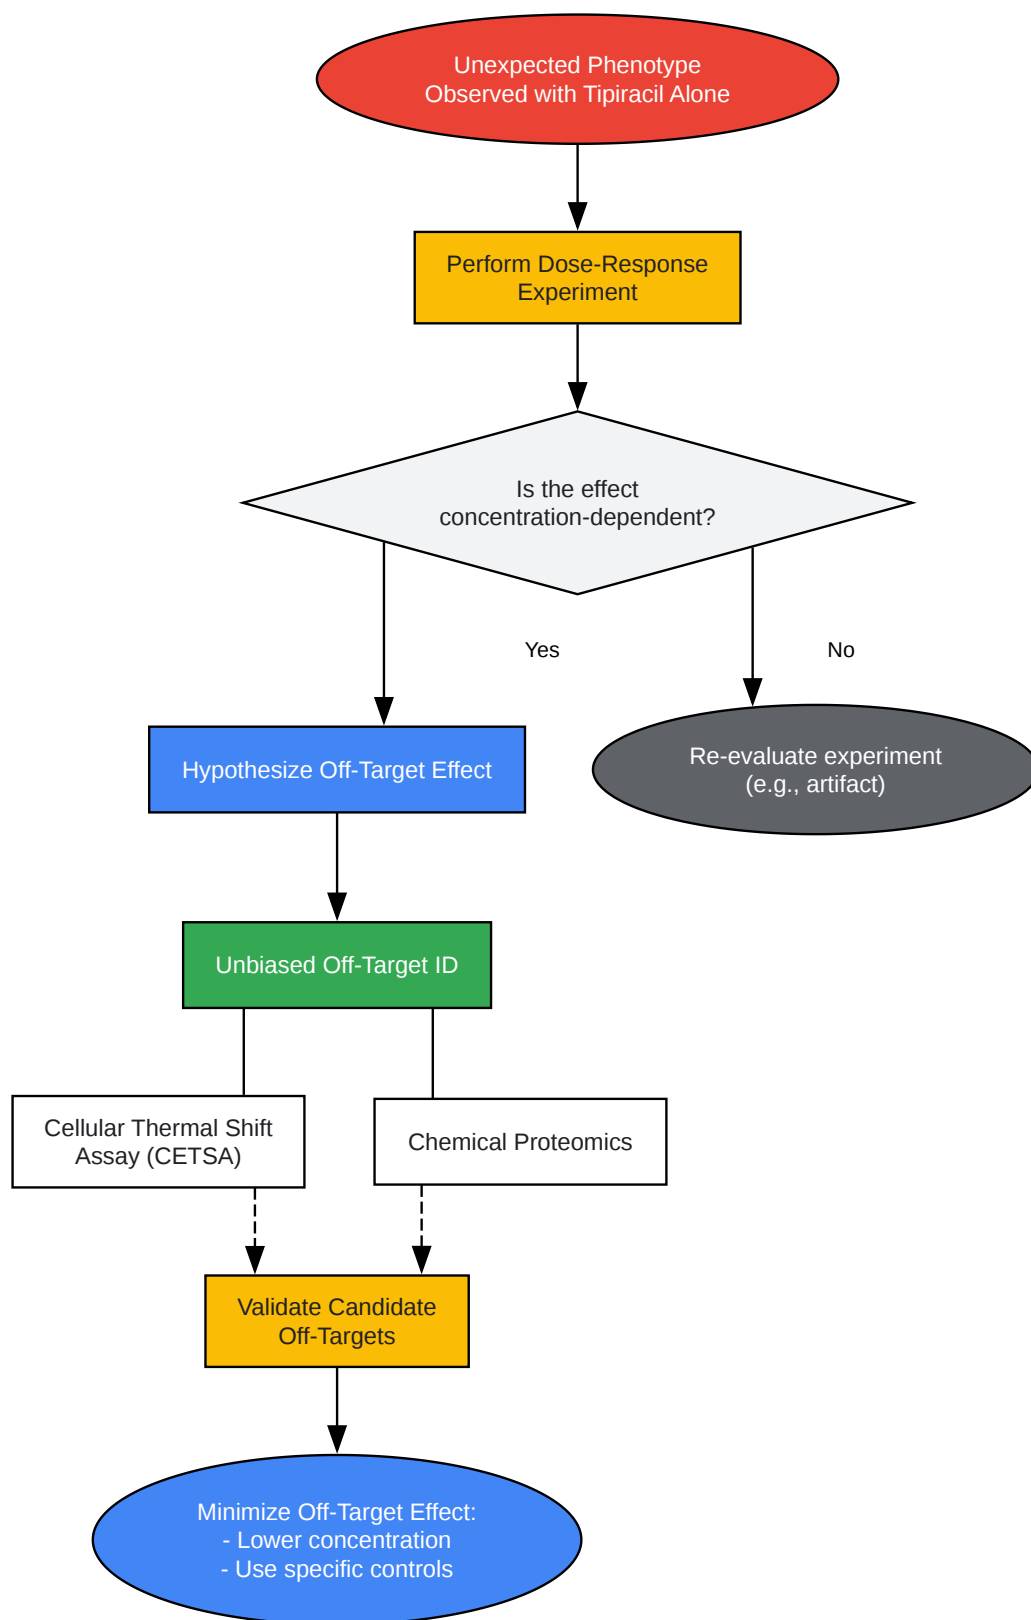 Unexpected Phenotype
Observed with Tipiracil Alone
Perform Dose-Response
Experiment
Is the effect
concentration-dependent?
Yes
No
Hypothesize Off-Target Effect
Re-evaluate experiment
(e.g., artifact)
Unbiased Off-Target ID
Cellular Thermal Shift
Assay (CETSA)
Chemical Proteomics
Validate Candidate
Off-Targets
Minimize Off-Target Effect:
- Lower concentration
- Use specific controls